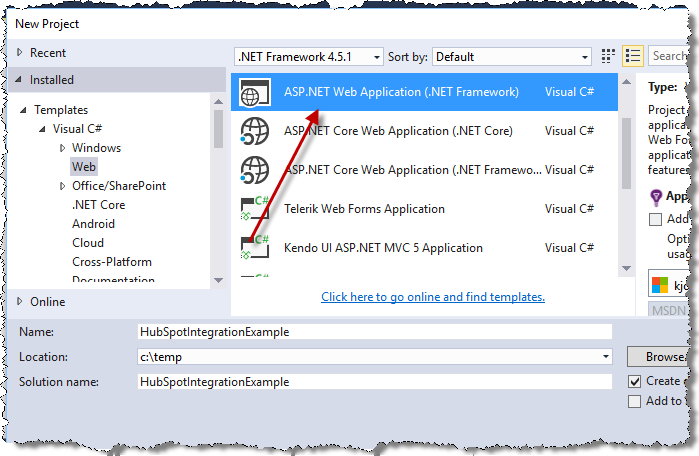 New Project
Recent
.NET Framework 4.5.1
Sort by:
Default
Search
Installed
Templates
Visual C#
Windows
Web
Office/SharePoint
.NET Core
Android
Cloud
Cross-Platform
Documentation
Online
ASP.NET Web Application (.NET Framework) Visual C#
ASP.NET Core Web Application (.NET Core) Visual C#
ASP.NET Core Web Application (.NET Framewo... Visual C#
C# Telerik Web Forms Application Visual C#
C# Kendo UI ASP.NET MVC 5 Application Visual C#
Click here to go online and find templates.
Type:
Project
applica
Web Fo
applica
feature
App
Add
Opti
usag
kjo
MSDN
Name: HubSpotIntegrationExample
Location: c:\temp
Browse.
Solution name: HubSpotIntegrationExample
Create
Add to